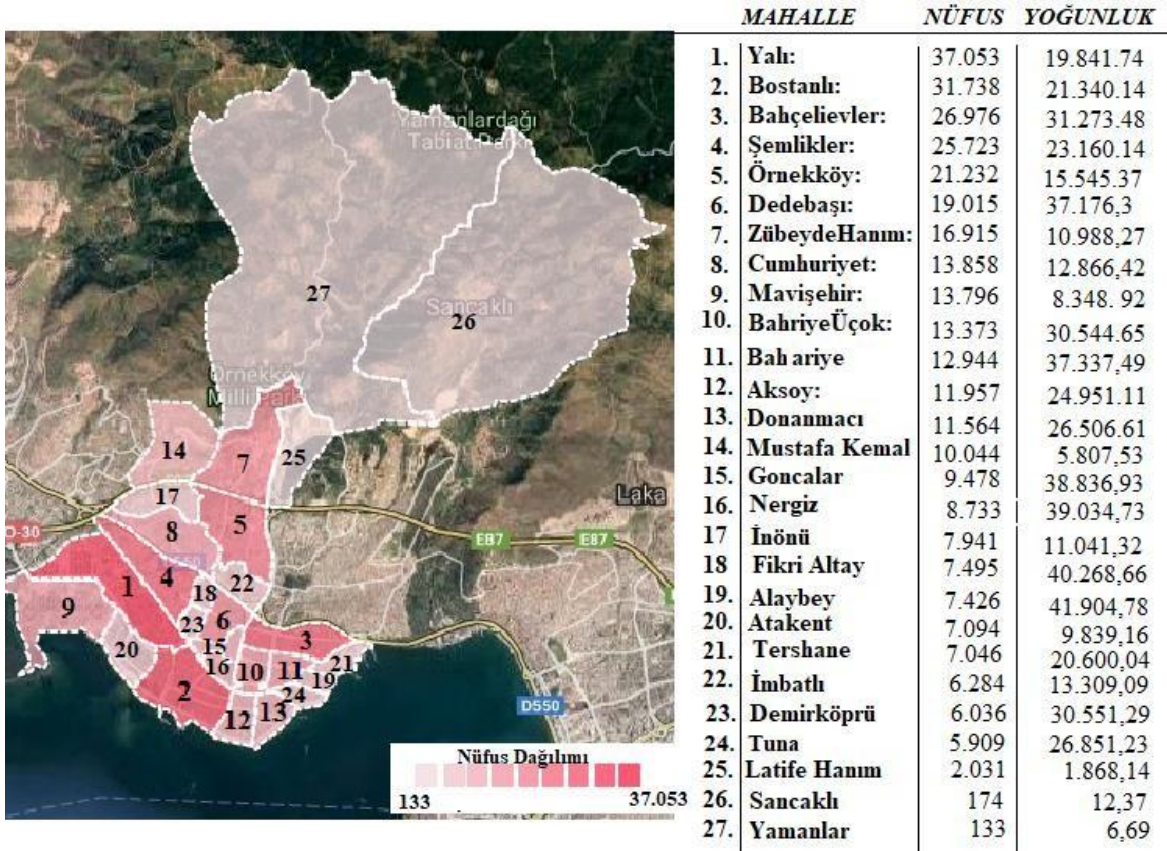 MAHALLE NÜFUS YOĞUNLUK
1. Yalı: 37.053 19.841.74
2. Bostanlı: 31.738 21.340.14
3. Bahçelievler: 26.976 31.273.48
4. Şemlikler: 25.723 23.160.14
5. Örnekköy: 21.232 15.545.37
6. Dedebaşı: 19.015 37.176,3
7. ZübeydeHanım: 16.915 10.988,27
8. Cumhuriyet: 13.858 12.866,42
9. Mavişehir: 13.796 8.348. 92
10. BahriyeÜçok: 13.373 30.544.65
11. Bahariye 12.944 37.337,49
12. Aksoy: 11.957 24.951.11
13. Donanmacı 11.564 26.506.61
14. Mustafa Kemal 10.044 5.807,53
15. Goncalar 9.478 38.836,93
16. Nergiz 8.733 39.034,73
17 İnönü 7.941 11.041,32
18 Fikri Altay 7.495 40.268,66
19. Alaybey 7.426 41.904,78
20. Atakent 7.094 9.839,16
21. Tershane 7.046 20.600,04
22. İmbatlı 6.284 13.309,09
23. Demirköprü 6.036 30.551,29
24. Tuna 5.909 26.851,23
25. Latife Hanım 2.031 1.868,14
26. Sancaklı 174 12,37
27. Yamanlar 133 6,69
Yamanlardağı
Tabiat Parkı
27
Sancaklı
26
Örnekköy
Milli Park
14
7
25
17
Laka
5
8
O-30
E87
E87
1
4
22
9
18
6
23
3
20
15
16
10
11
21
19
2
24
12
13
D550
Nüfus Dağılımı
133 37.053